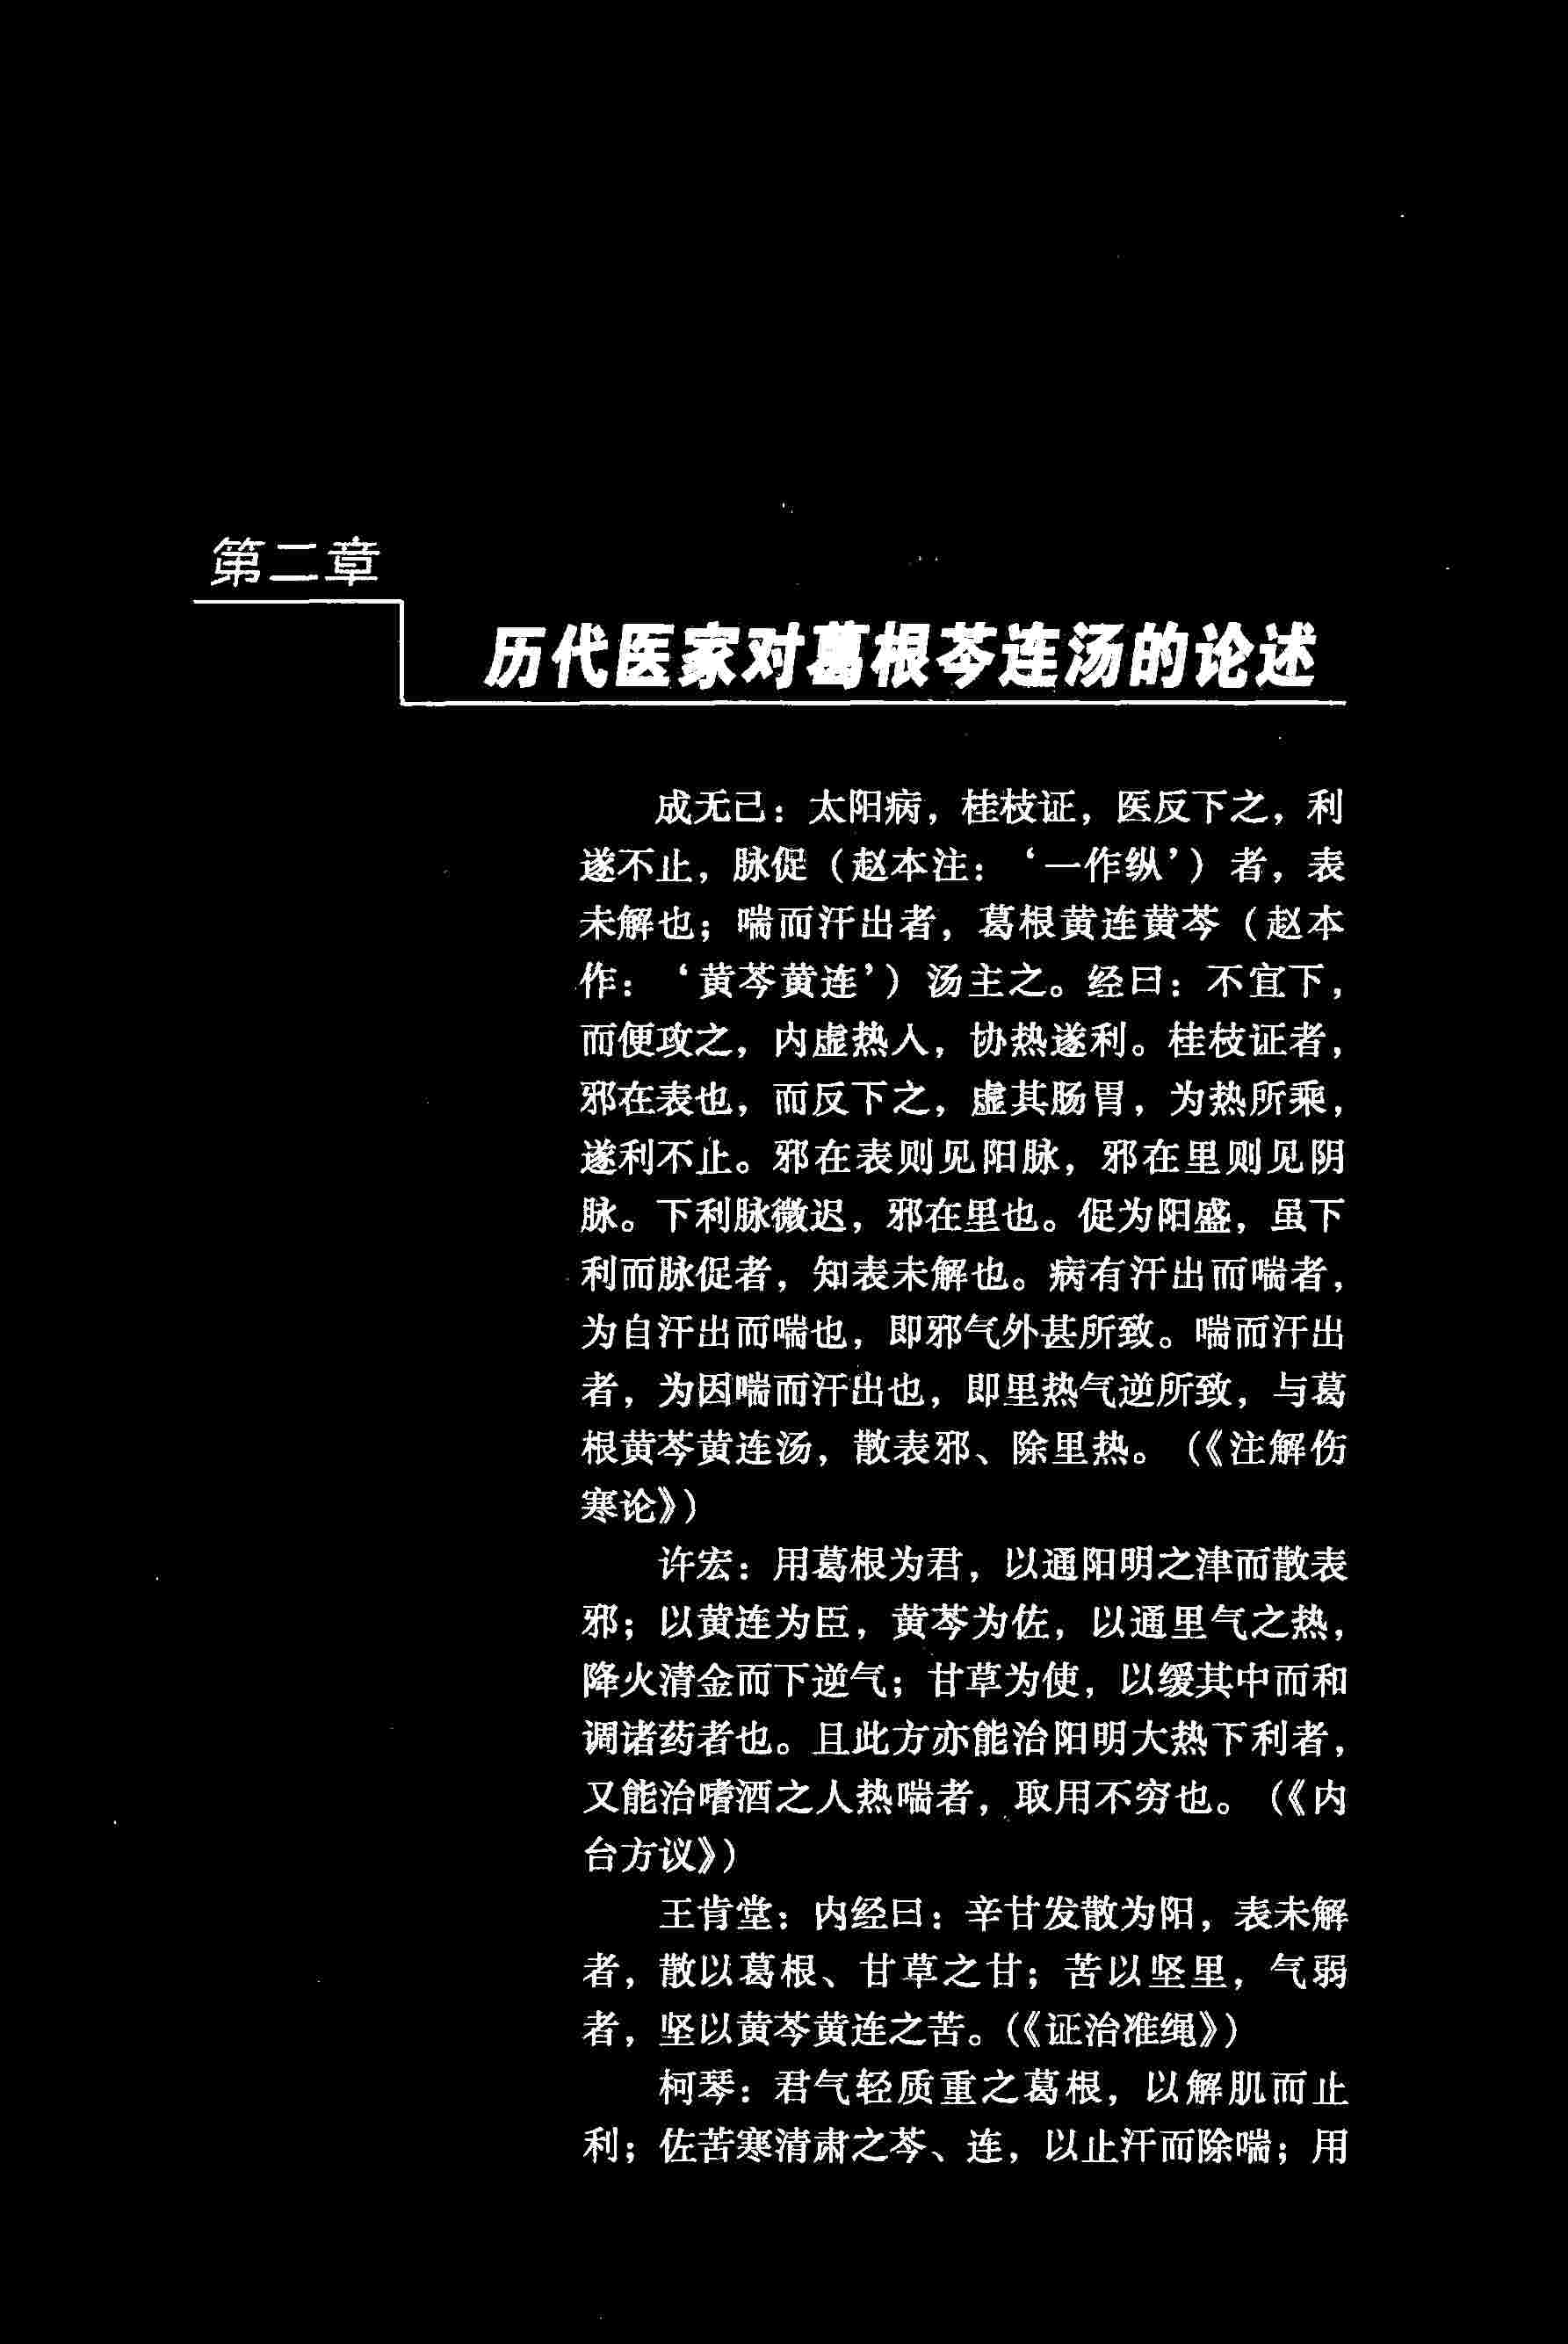 第二章
历代医家对葛根芩连汤的论述
成无己：太阳病，桂枝证，医反下之，利
遂不止，脉促（赵本注：‘一作纵’）者，表
未解也；喘而汗出者，葛根黄连黄芩（赵本
作：‘黄芩黄连’）汤主之。经曰：不宜下，
而便攻之，内虚热人，协热遂利。桂枝证者，
邪在表也，而反下之，虚其肠胃，为热所乘，
遂利不止。邪在表则见阳脉，邪在里则见阴
脉。下利脉微迟，邪在里也。促为阳盛，虽下
利而脉促者，知表未解也。病有汗出而喘者，
为自汗出而喘也，即邪气外甚所致。喘而汗出
者，为因喘而汗出也，即里热气逆所致，与葛
根黄芩黄连汤，散表邪、除里热。（《注解伤
寒论》）
许宏：用葛根为君，以通阳明之津而散表
邪；以黄连为臣，黄芩为佐，以通里气之热，
降火清金而下逆气；甘草为使，以缓其中而和
调诸药者也。且此方亦能治阳明大热下利者，
又能治嗜酒之人热喘者，取用不穷也。（《内
台方议》）
王肯堂：内经曰：辛甘发散为阳，表未解
者，散以葛根、甘草之甘；苦以坚里，气弱
者，坚以黄芩黄连之苦。（《证治准绳》）
柯琴：君气轻质重之葛根，以解肌而止
利；佐苦寒清肃之芩、连，以止汗而除喘；用